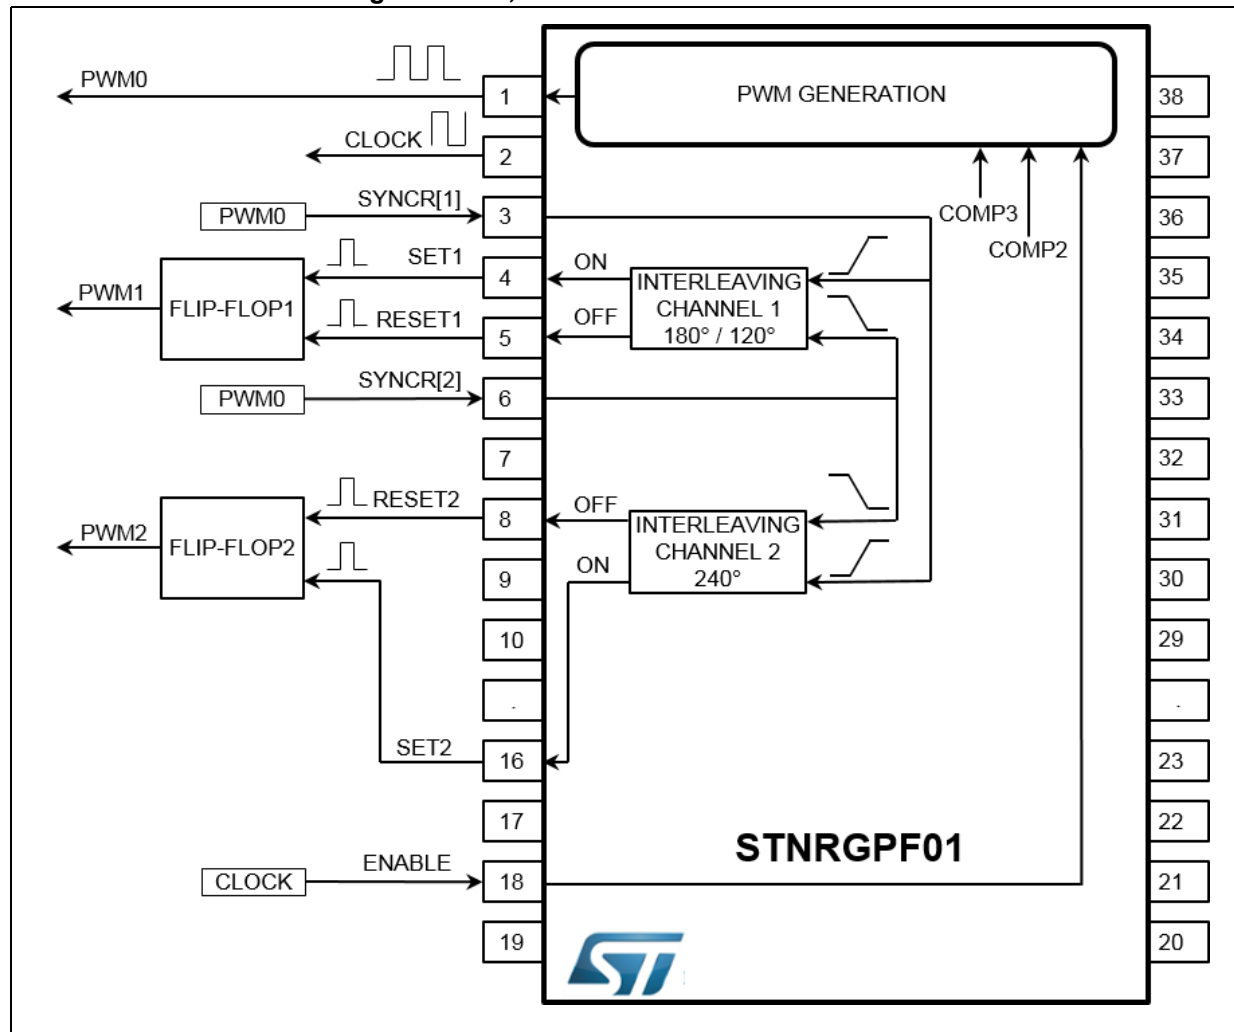 PWM0
1
PWM GENERATION
38
CLOCK
2
37
SYNCR[1]
PWM0
3
COMP3
36
COMP2
SET1
4
ON
INTERLEAVING
CHANNEL 1
180° / 120°
35
PWM1
FLIP-FLOP1
RESET1
5
OFF
34
SYNCR[2]
PWM0
6
33
7
32
RESET2
8
OFF
INTERLEAVING
CHANNEL 2
240°
31
PWM2
FLIP-FLOP2
9
ON
30
10
29
.
.
SET2
16
23
17
22
STNRGPF01
ENABLE
CLOCK
18
21
19
20
ST